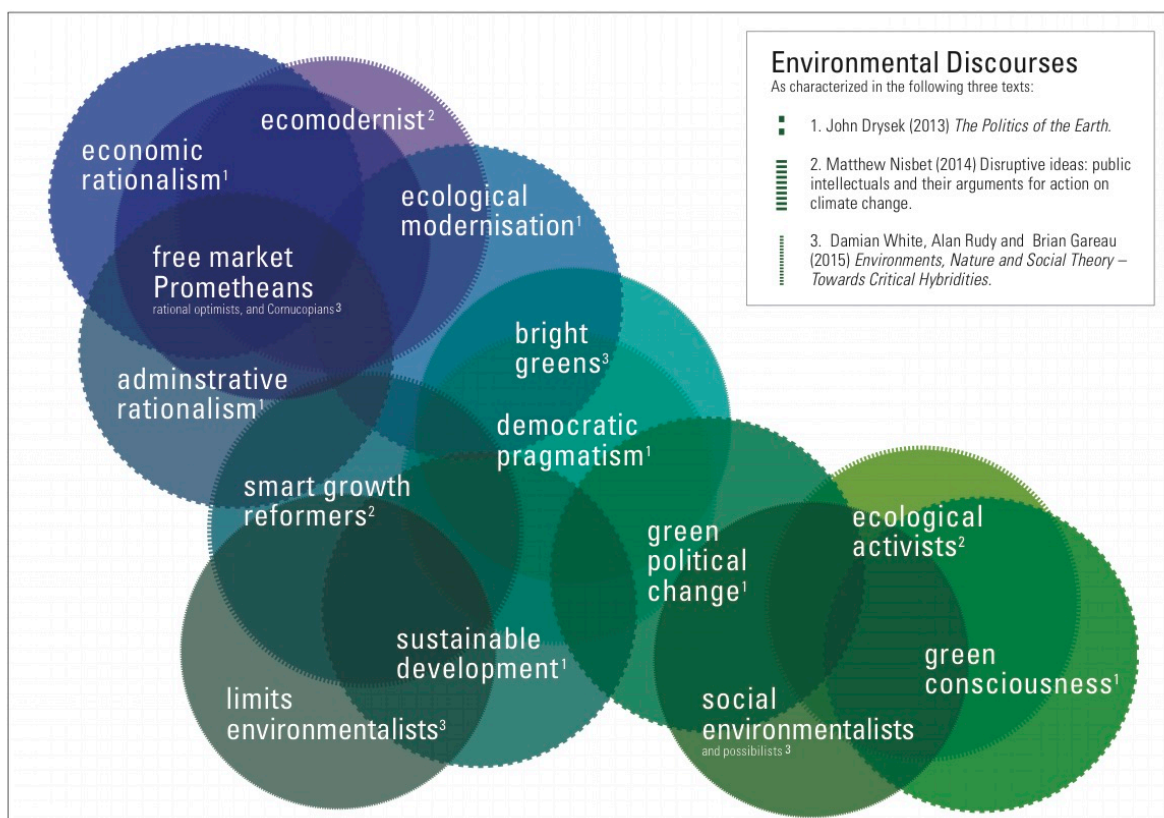 Environmental Discourses
As characterized in the following three texts:
1. John Drysek (2013) The Politics of the Earth.
2. Matthew Nisbet (2014) Disruptive ideas: public
intellectuals and their arguments for action on
climate change.
3. Damian White, Alan Rudy and Brian Gareau
(2015) Environments, Nature and Social Theory –
Towards Critical Hybridities.
ecomodernist²
economic
rationalism¹
ecological
modernisation¹
free market
Prometheans
rational optimists, and Cornucopians³
bright
greens³
adminstrative
rationalism¹
democratic
pragmatism¹
smart growth
reformers²
green
political
change¹
ecological
activists²
sustainable
development¹
green
consciousness¹
limits
environmentalists³
social
environmentalists
and possibilists³